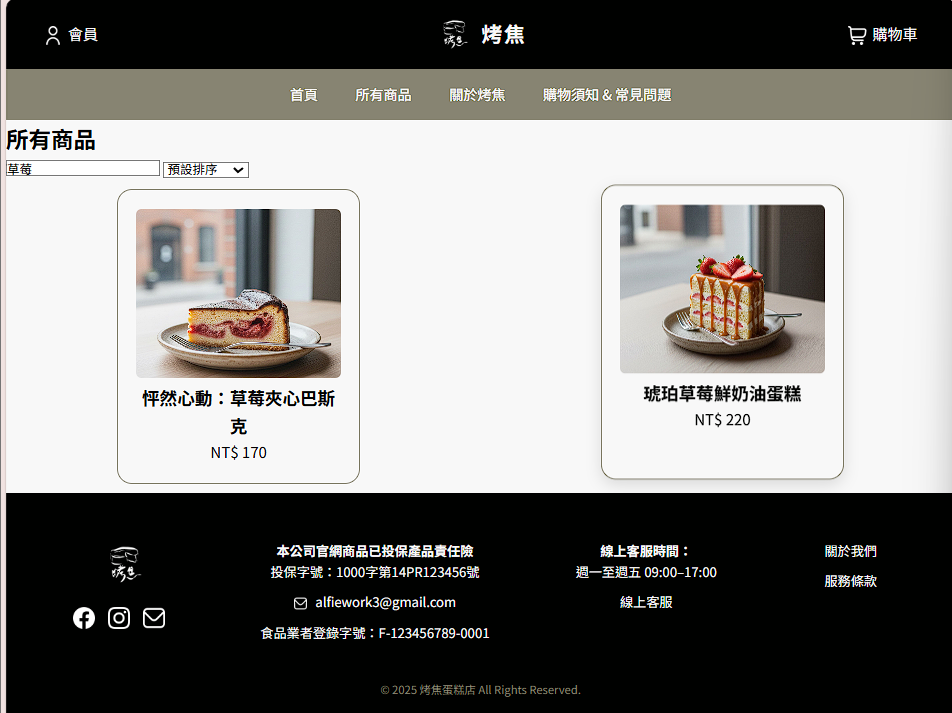 會員
烤焦
烤焦
購物車
首頁
所有商品
關於烤焦
購物須知 & 常見問題
所有商品
草莓
預設排序
怦然心動：草莓夾心巴斯
克
NT$ 170
琥珀草莓鮮奶油蛋糕
NT$ 220
烤焦
本公司官網商品已投保產品責任險
投保字號：1000字第14PR123456號
alfiework3@gmail.com
食品業者登錄字號：F-123456789-0001
線上客服時間：
週一至週五 09:00–17:00
線上客服
關於我們
服務條款
© 2025 烤焦蛋糕店 All Rights Reserved.